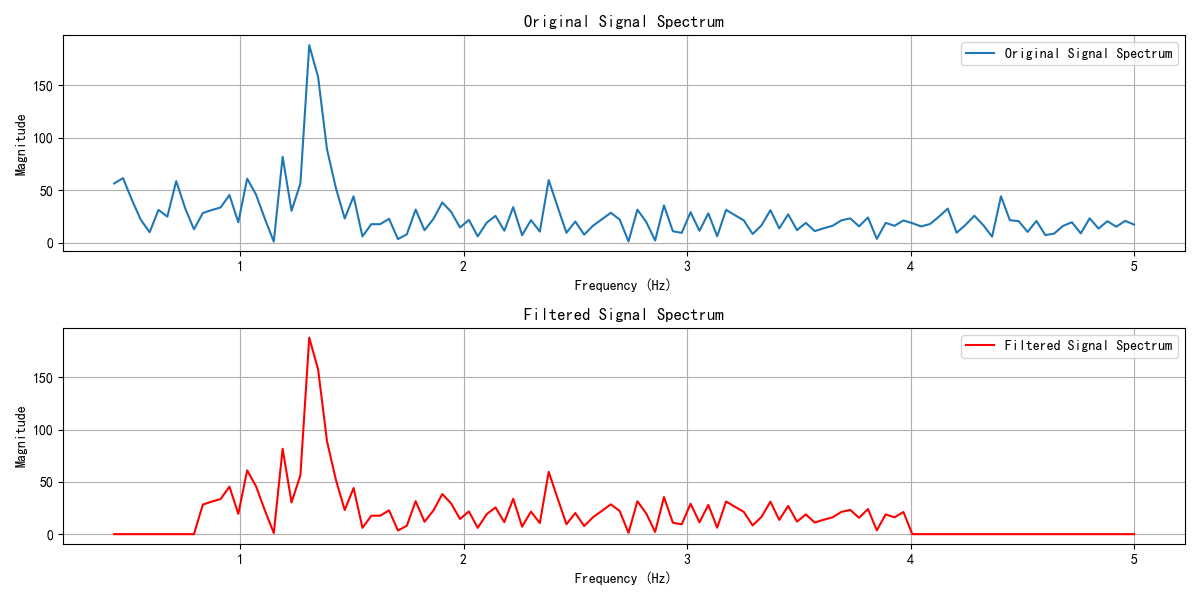 Original Signal Spectrum
Original Signal Spectrum
Magnitude
150
100
50
0
1 2 3 4 5
Frequency (Hz)
Filtered Signal Spectrum
Filtered Signal Spectrum
Magnitude
150
100
50
0
1 2 3 4 5
Frequency (Hz)